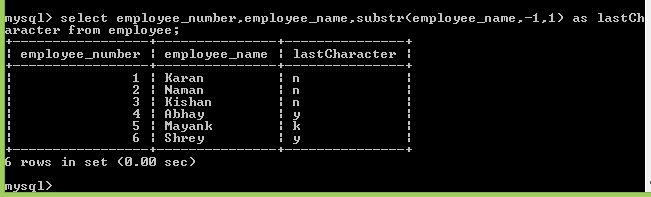 mysql> select employee_number,employee_name,substr(employee_name,-1,1) as lastCh
aracter from employee;
+-----------------+---------------+---------------+
| employee_number | employee_name | lastCharacter |
+-----------------+---------------+---------------+
|               1 | Karan         | n             |
|               2 | Naman         | n             |
|               3 | Kishan        | n             |
|               4 | Abhay         | y             |
|               5 | Mayank        | k             |
|               6 | Shrey         | y             |
+-----------------+---------------+---------------+
6 rows in set (0.00 sec)
mysql>